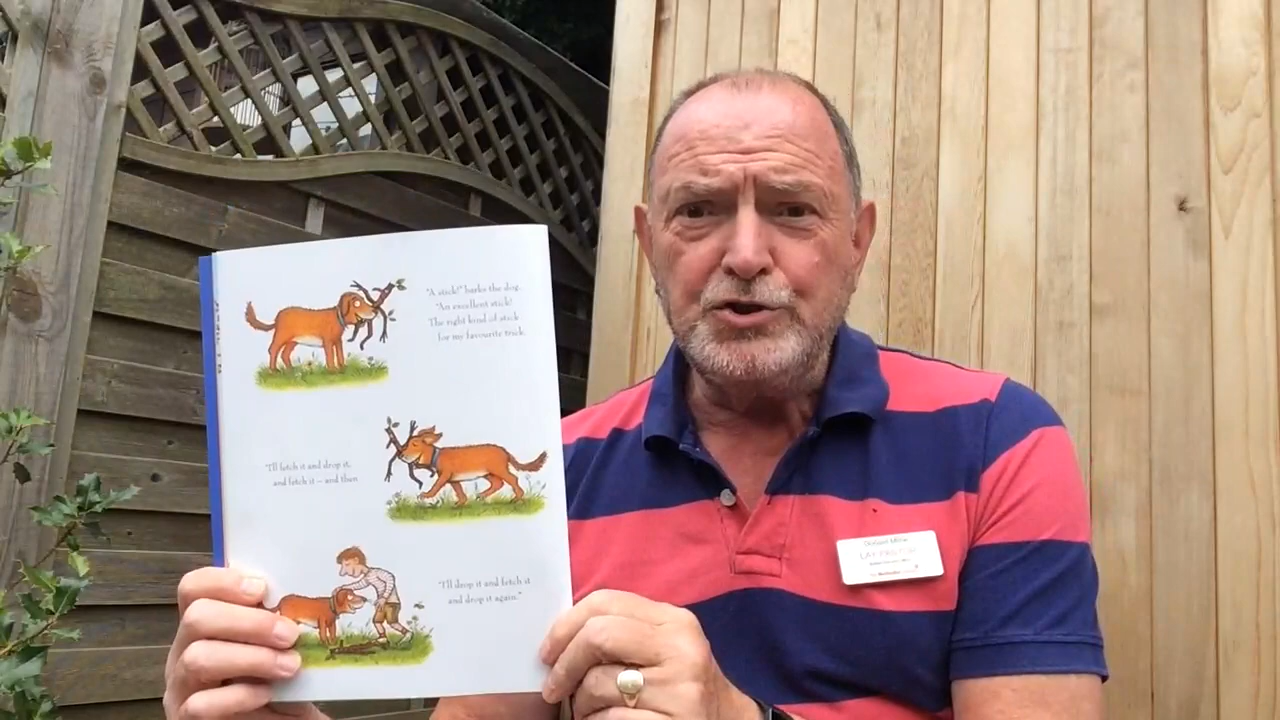 "A stick!" barks the dog.
"An excellent stick!
The right kind of stick
for my favourite trick.
"I'll fetch it and drop it,
and fetch it – and then
"I'll drop it and fetch it
and drop it again."
LAY PASTOR